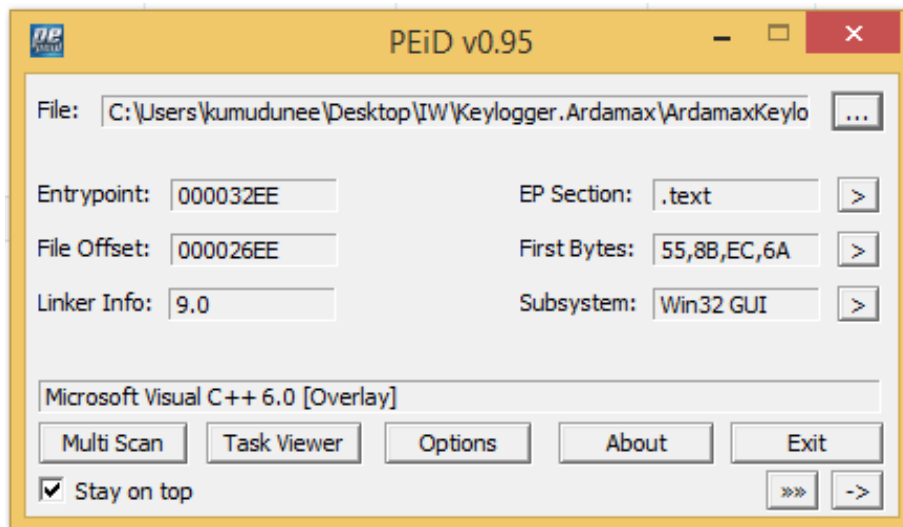 PEiD v0.95
File: C:\Users\kumudunee\Desktop\IW\Keylogger.Ardamax\ArdamaxKeylo ...
Entrypoint: 000032EE EP Section: .text >
File Offset: 000026EE First Bytes: 55,8B,EC,6A >
Linker Info: 9.0 Subsystem: Win32 GUI >
Microsoft Visual C++ 6.0 [Overlay]
Multi Scan Task Viewer Options About Exit
Stay on top »» ->